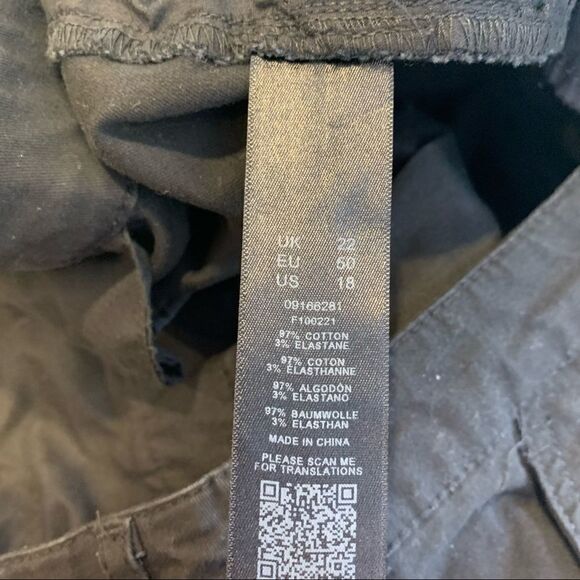 UK 22
EU 50
US 18
09166281
F100221
97% COTTON
3% ELASTANE
97% COTON
3% ELASTHANNE
97% ALGODÓN
3% ELASTANO
97% BAUMWOLLE
3% ELASTHAN
MADE IN CHINA
PLEASE SCAN ME
FOR TRANSLATIONS